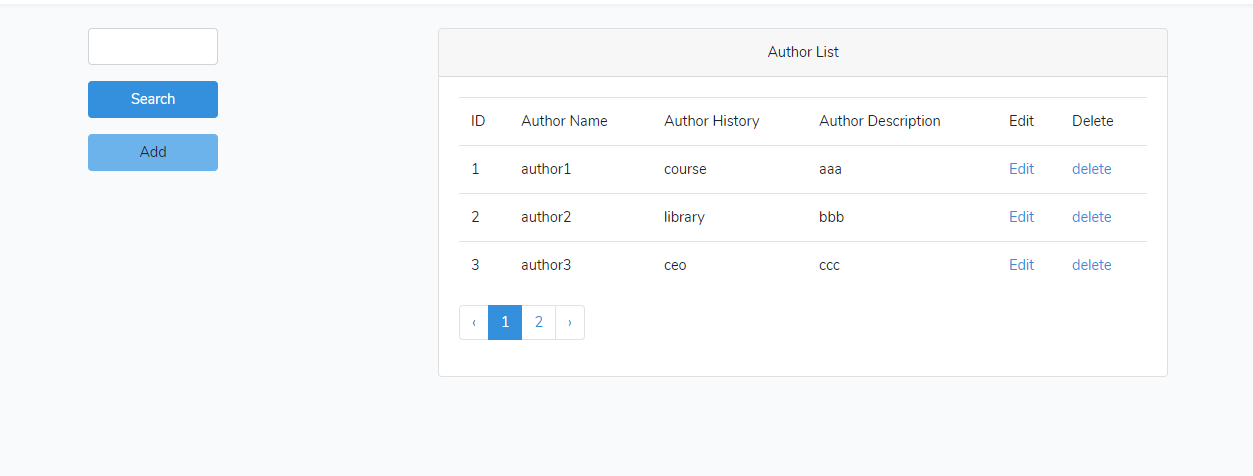 Search
Add
Author List
ID Author Name Author History Author Description Edit Delete
1 author1 course aaa Edit delete
2 author2 library bbb Edit delete
3 author3 ceo ccc Edit delete
‹ 1 2 ›